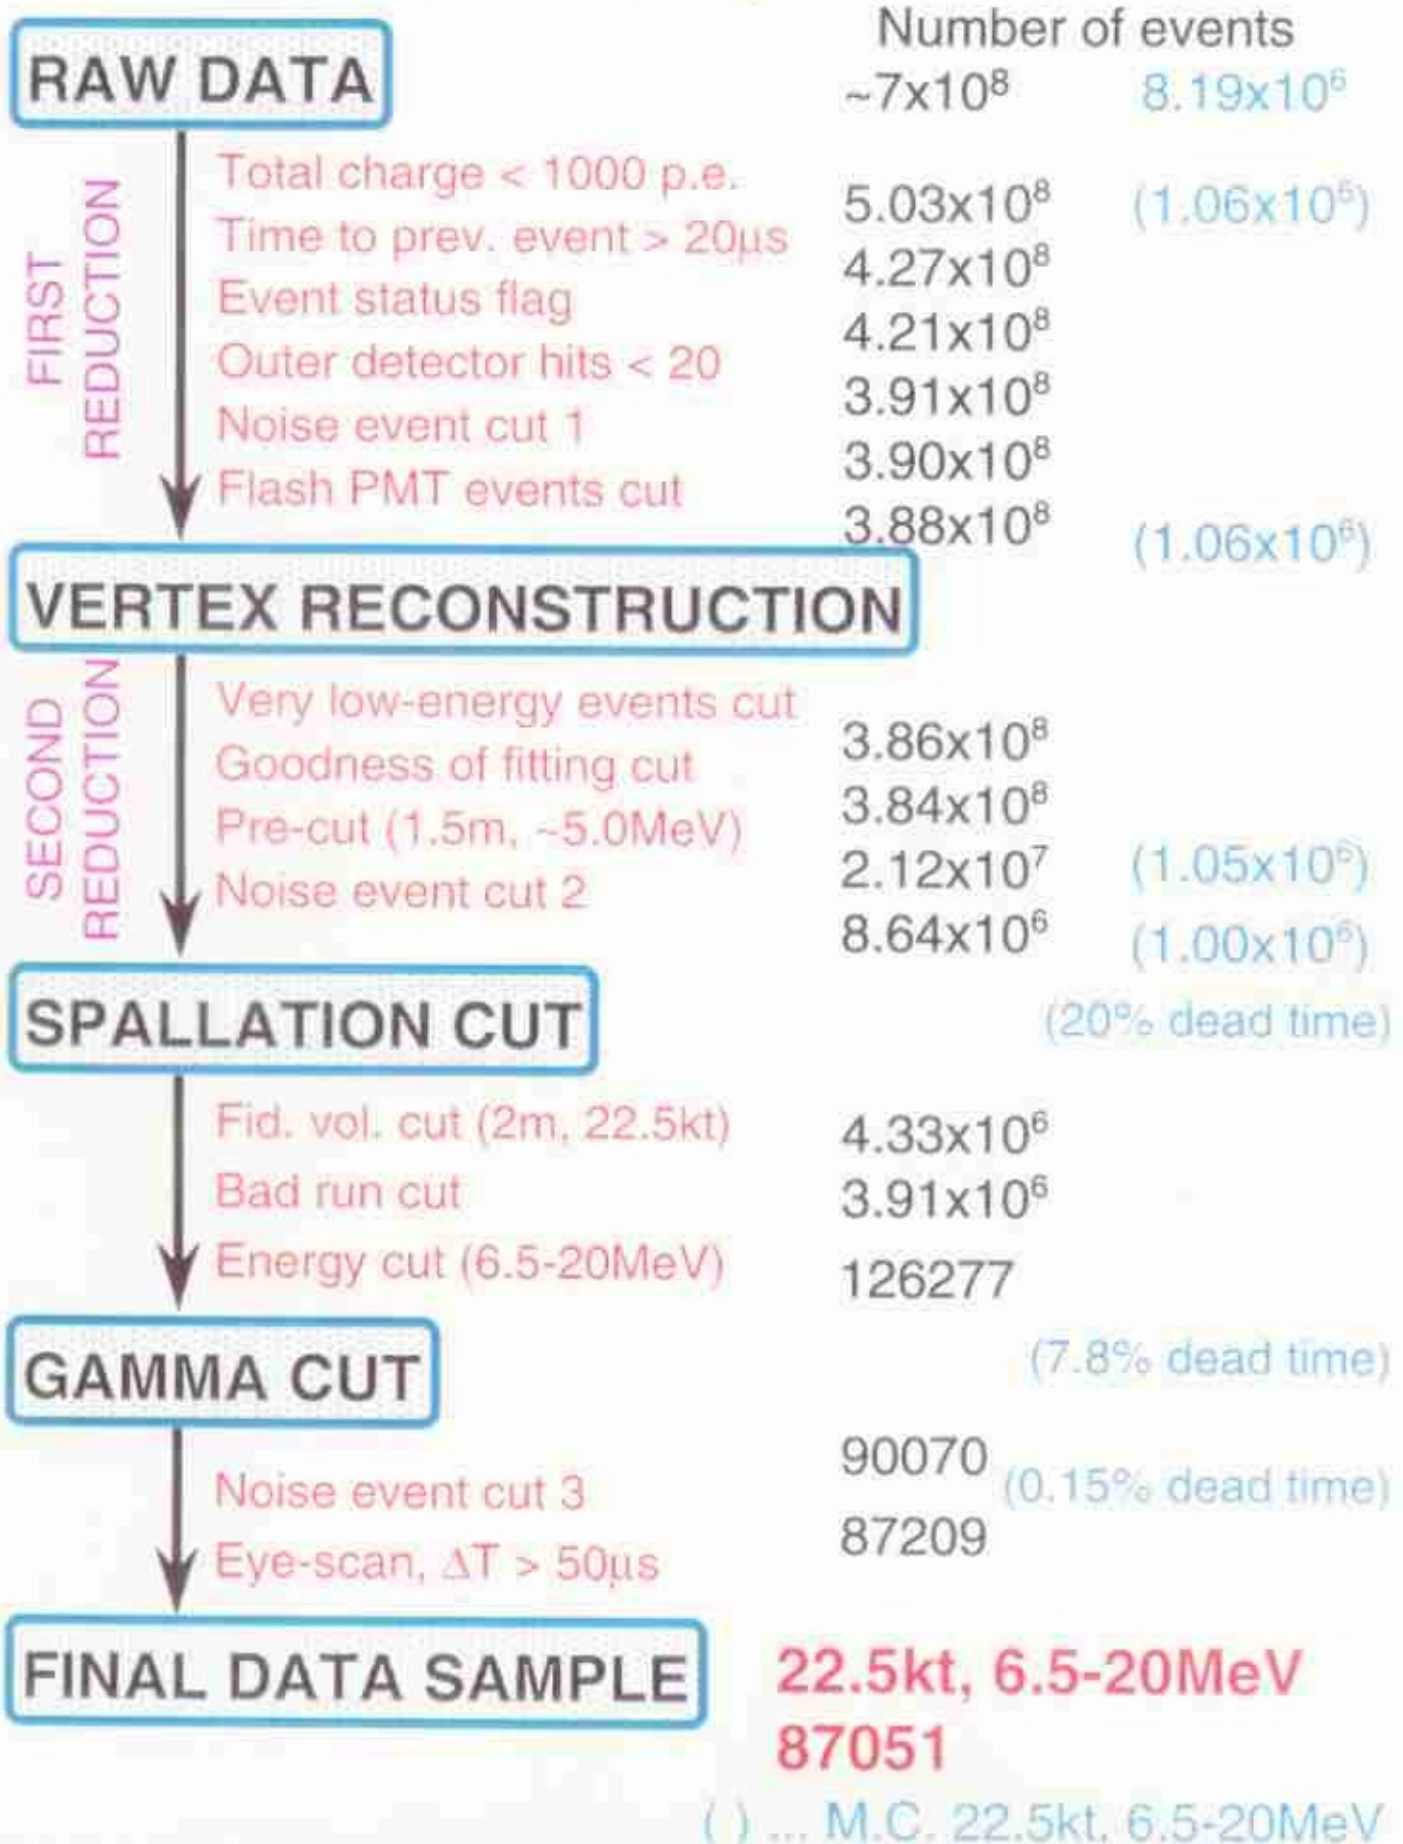 Number of events
RAW DATA
~7x10⁸ 8.19x10⁶
FIRST
REDUCTION
Total charge < 1000 p.e.
5.03x10⁸ (1.06x10⁶)
Time to prev. event > 20μs
4.27x10⁸
Event status flag
4.21x10⁸
Outer detector hits < 20
3.91x10⁸
Noise event cut 1
3.90x10⁸
Flash PMT events cut
3.88x10⁸ (1.06x10⁶)
VERTEX RECONSTRUCTION
SECOND
REDUCTION
Very low-energy events cut
3.86x10⁸
Goodness of fitting cut
3.84x10⁸
Pre-cut (1.5m, ~5.0MeV)
2.12x10⁷ (1.05x10⁶)
Noise event cut 2
8.64x10⁶ (1.00x10⁶)
SPALLATION CUT
(20% dead time)
Fid. vol. cut (2m, 22.5kt)
4.33x10⁶
Bad run cut
3.91x10⁶
Energy cut (6.5-20MeV)
126277
GAMMA CUT
(7.8% dead time)
90070
Noise event cut 3
(0.15% dead time)
87209
Eye-scan, ΔT > 50μs
FINAL DATA SAMPLE
22.5kt, 6.5-20MeV
87051
( ) ... M.C. 22.5kt, 6.5-20MeV